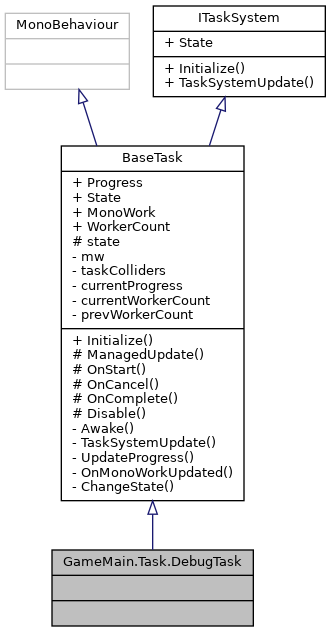 MonoBehaviour
ITaskSystem
+ State
+ Initialize()
+ TaskSystemUpdate()
BaseTask
+ Progress
+ State
+ MonoWork
+ WorkerCount
# state
- mw
- taskColliders
- currentProgress
- currentWorkerCount
- prevWorkerCount
+ Initialize()
# ManagedUpdate()
# OnStart()
# OnCancel()
# OnComplete()
# Disable()
- Awake()
- TaskSystemUpdate()
- UpdateProgress()
- OnMonoWorkUpdated()
- ChangeState()
GameMain.Task.DebugTask